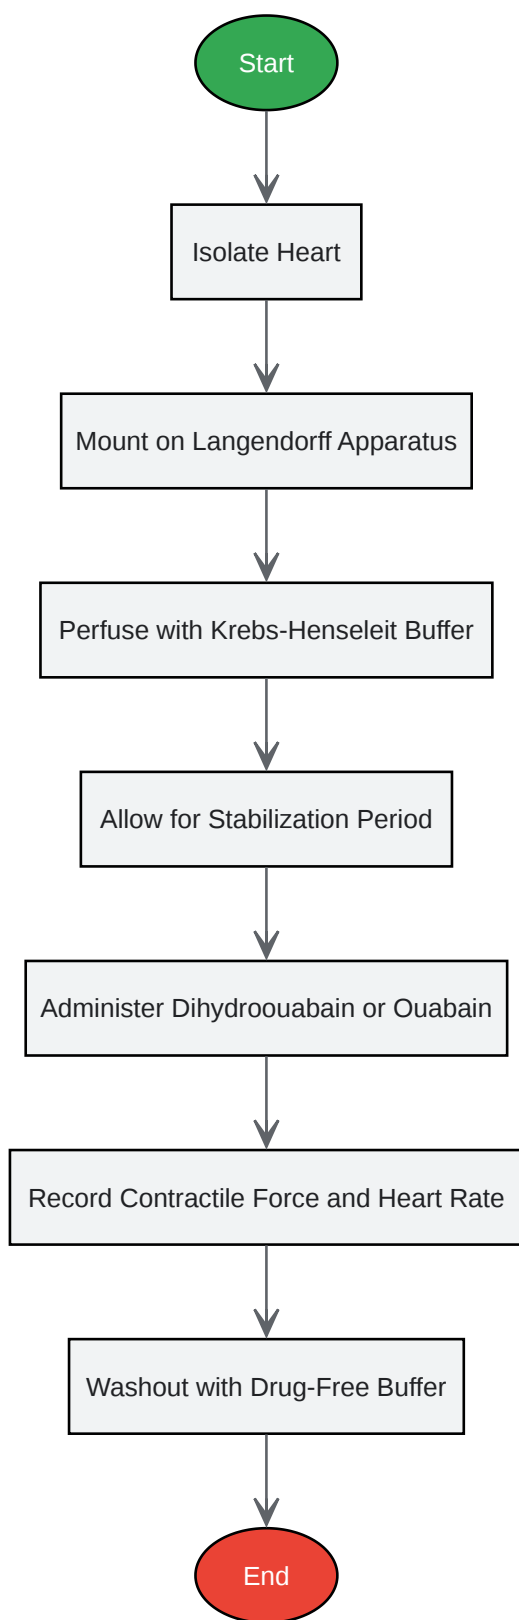 Start
Isolate Heart
Mount on Langendorff Apparatus
Perfuse with Krebs-Henseleit Buffer
Allow for Stabilization Period
Administer Dihydroouabain or Ouabain
Record Contractile Force and Heart Rate
Washout with Drug-Free Buffer
End